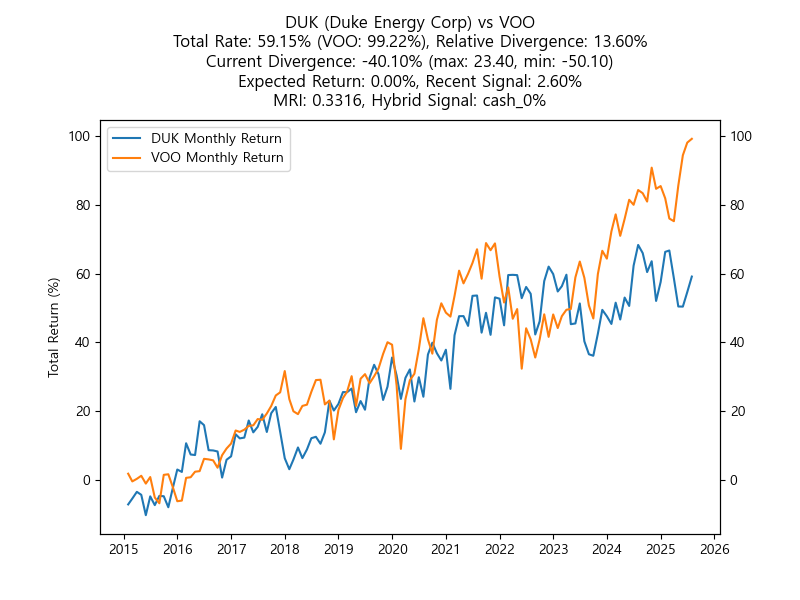 DUK (Duke Energy Corp) vs VOO
Total Rate: 59.15% (VOO: 99.22%), Relative Divergence: 13.60%
Current Divergence: -40.10% (max: 23.40, min: -50.10)
Expected Return: 0.00%, Recent Signal: 2.60%
MRI: 0.3316, Hybrid Signal: cash_0%
DUK Monthly Return
VOO Monthly Return
Total Return (%)
100
80
60
40
20
0
100
80
60
40
20
0
2015 2016 2017 2018 2019 2020 2021 2022 2023 2024 2025 2026